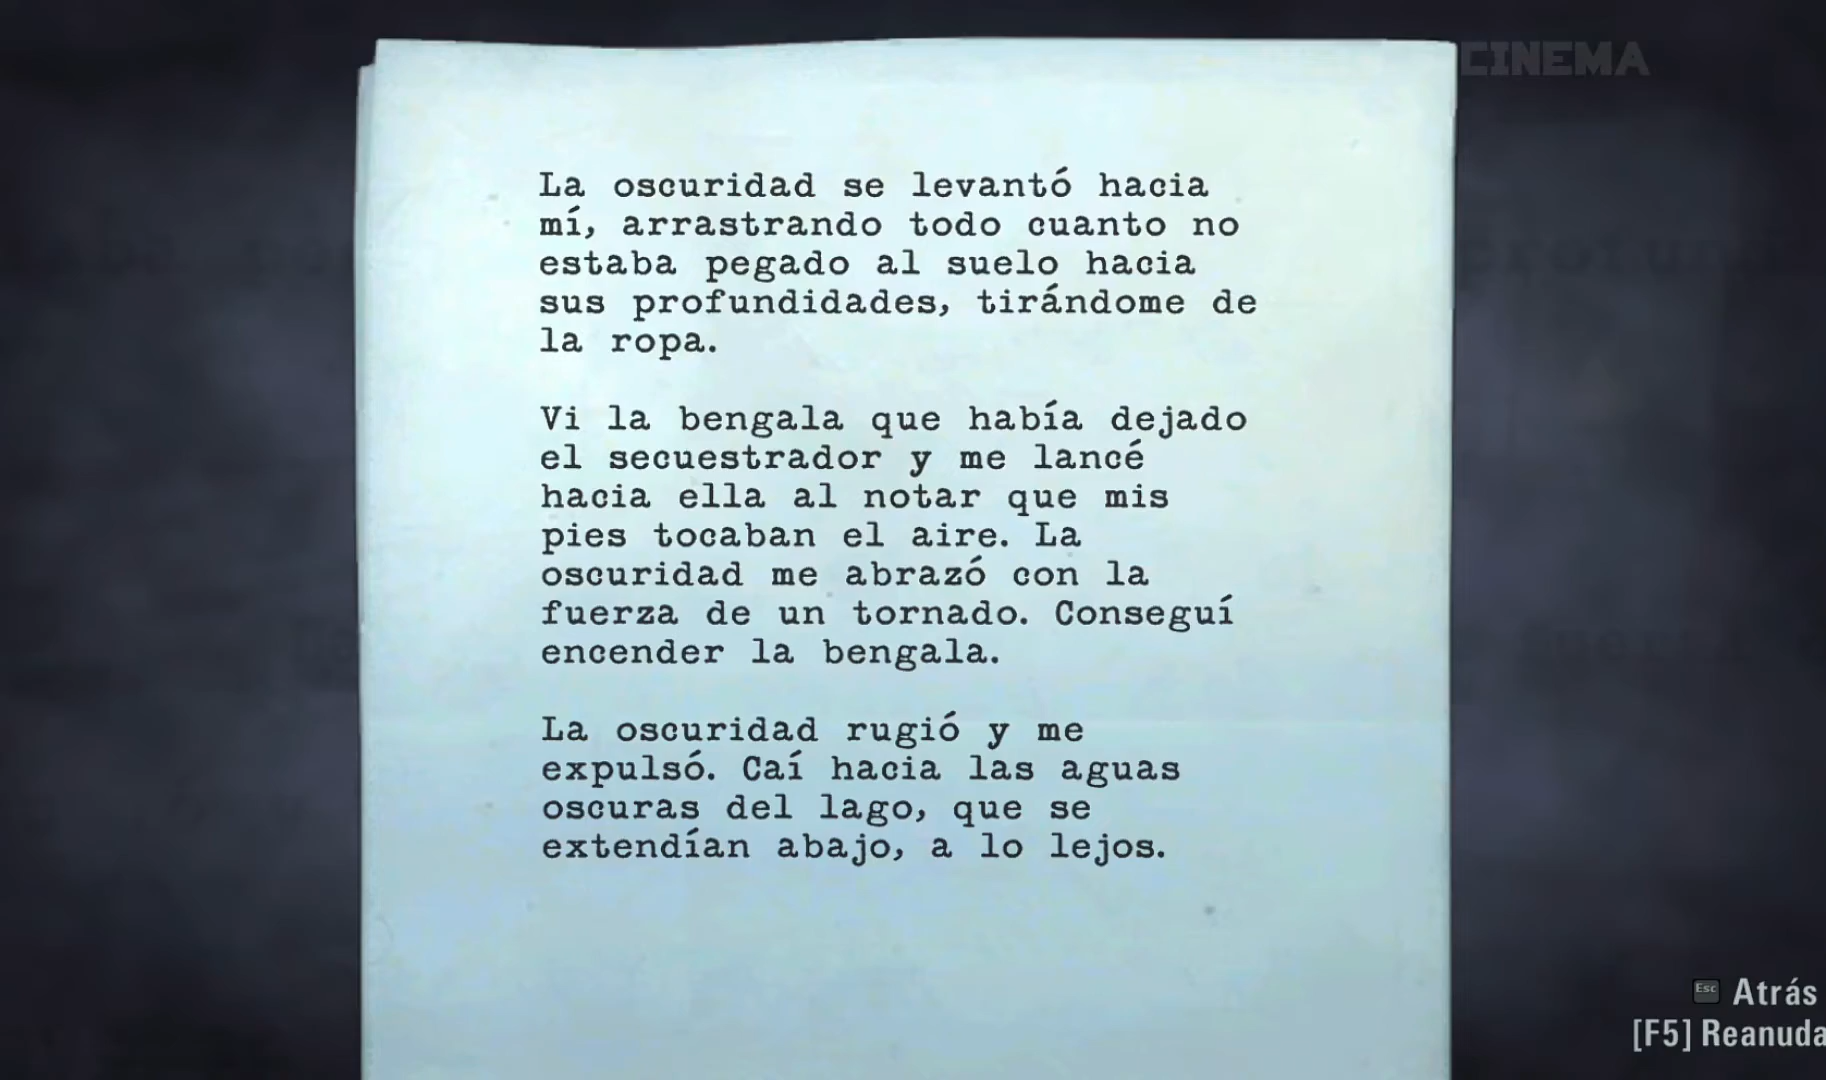 CINEMA
La oscuridad se levantó hacia
mí, arrastrando todo cuanto no
estaba pegado al suelo hacia
sus profundidades, tirándome de
la ropa.
Vi la bengala que había dejado
el secuestrador y me lancé
hacia ella al notar que mis
pies tocaban el aire. La
oscuridad me abrazó con la
fuerza de un tornado. Conseguí
encender la bengala.
La oscuridad rugió y me
expulsó. Caí hacia las aguas
oscuras del lago, que se
extendían abajo, a lo lejos.
Esc Atrás
[F5] Reanuda